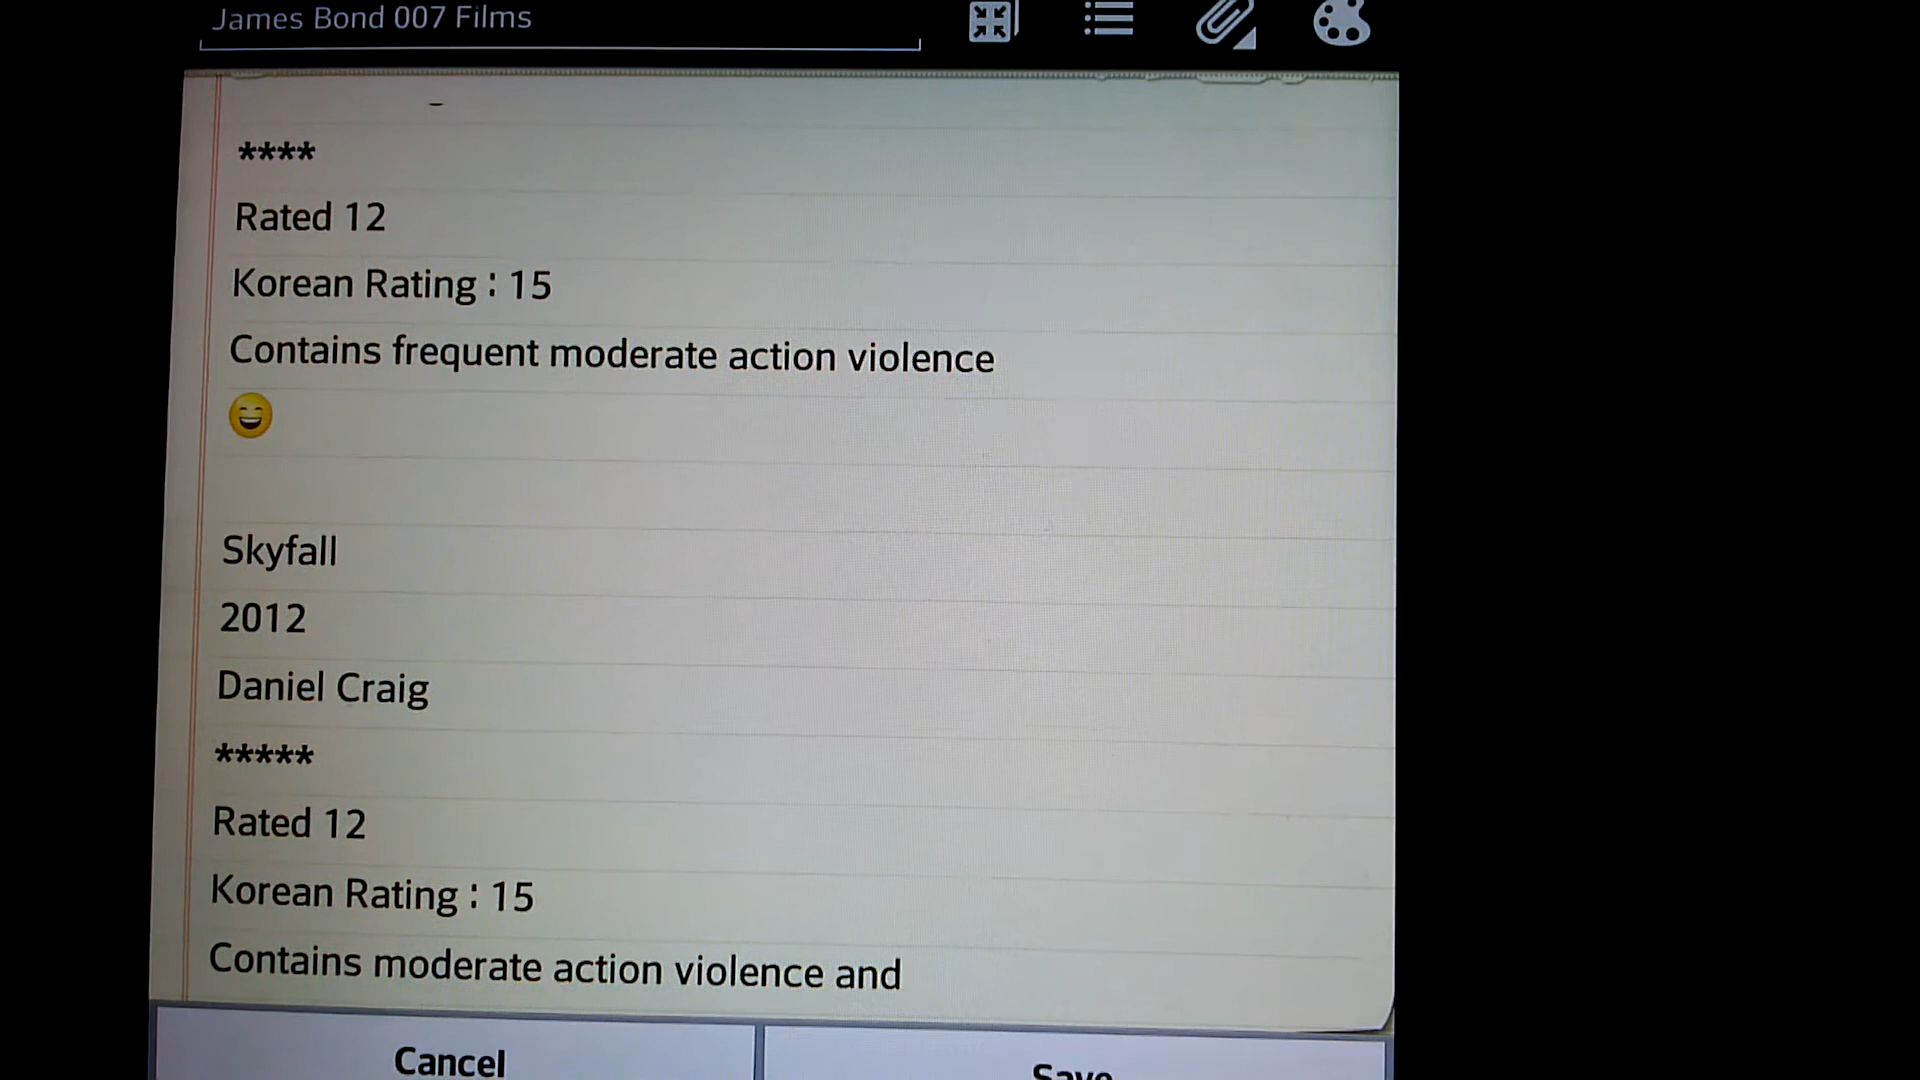 James Bond 007 Films
****
Rated 12
Korean Rating : 15
Contains frequent moderate action violence
😄
Skyfall
2012
Daniel Craig
*****
Rated 12
Korean Rating : 15
Contains moderate action violence and
Cancel
Save